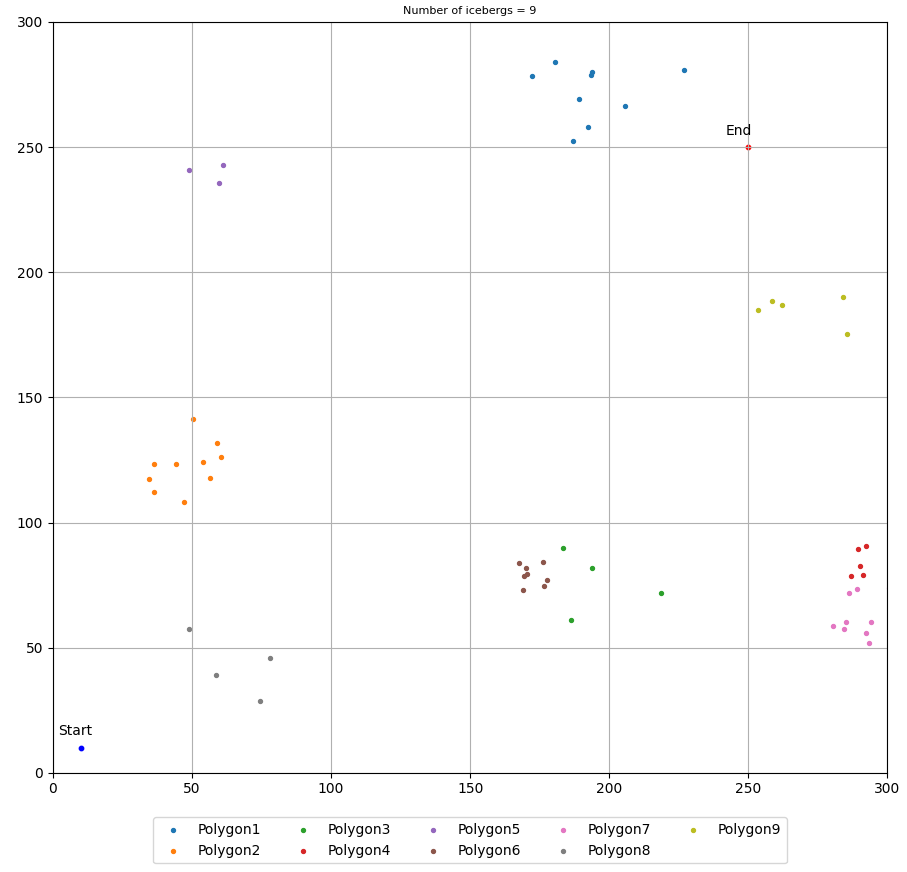 Number of icebergs = 9
300
End
250
200
150
100
50
Start
0
0 50 100 150 200 250 300
Polygon1 Polygon3 Polygon5 Polygon7 Polygon9
Polygon2 Polygon4 Polygon6 Polygon8